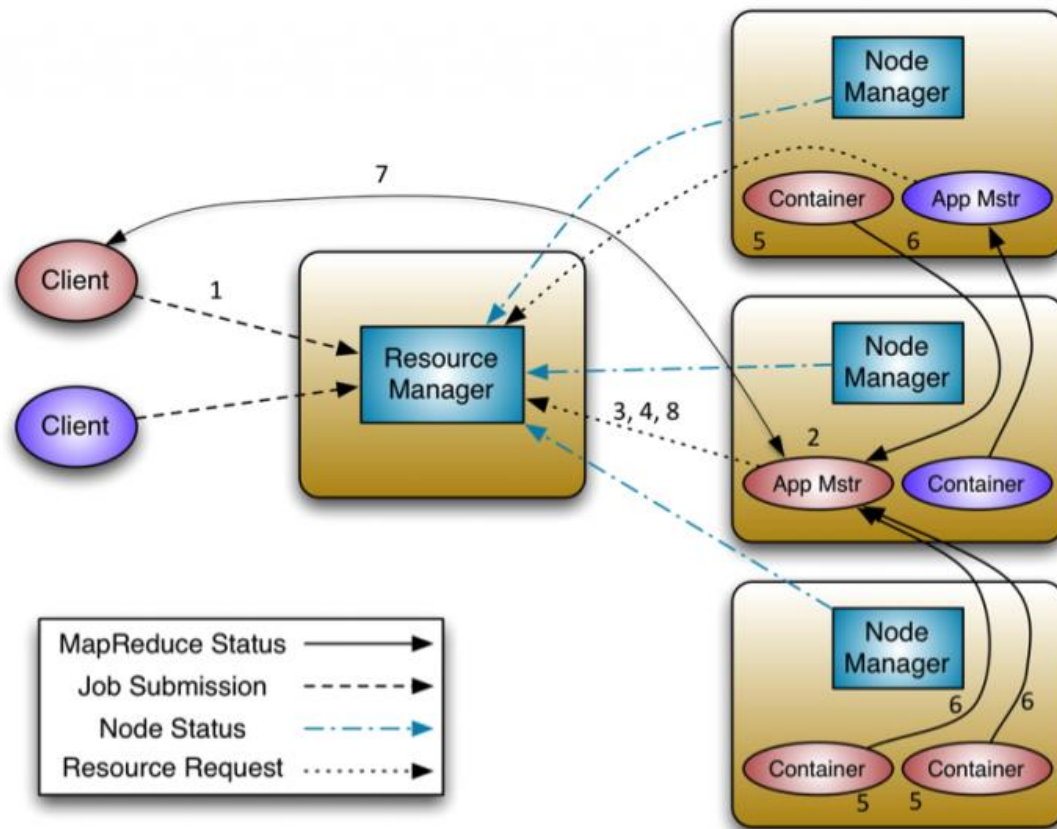 Node
Manager
7
Container
App Mstr
5
6
Client
1
Resource
Manager
Node
Manager
Client
3, 4, 8
2
App Mstr
Container
Node
Manager
MapReduce Status
Job Submission
Node Status
Resource Request
6
6
Container
Container
5
5